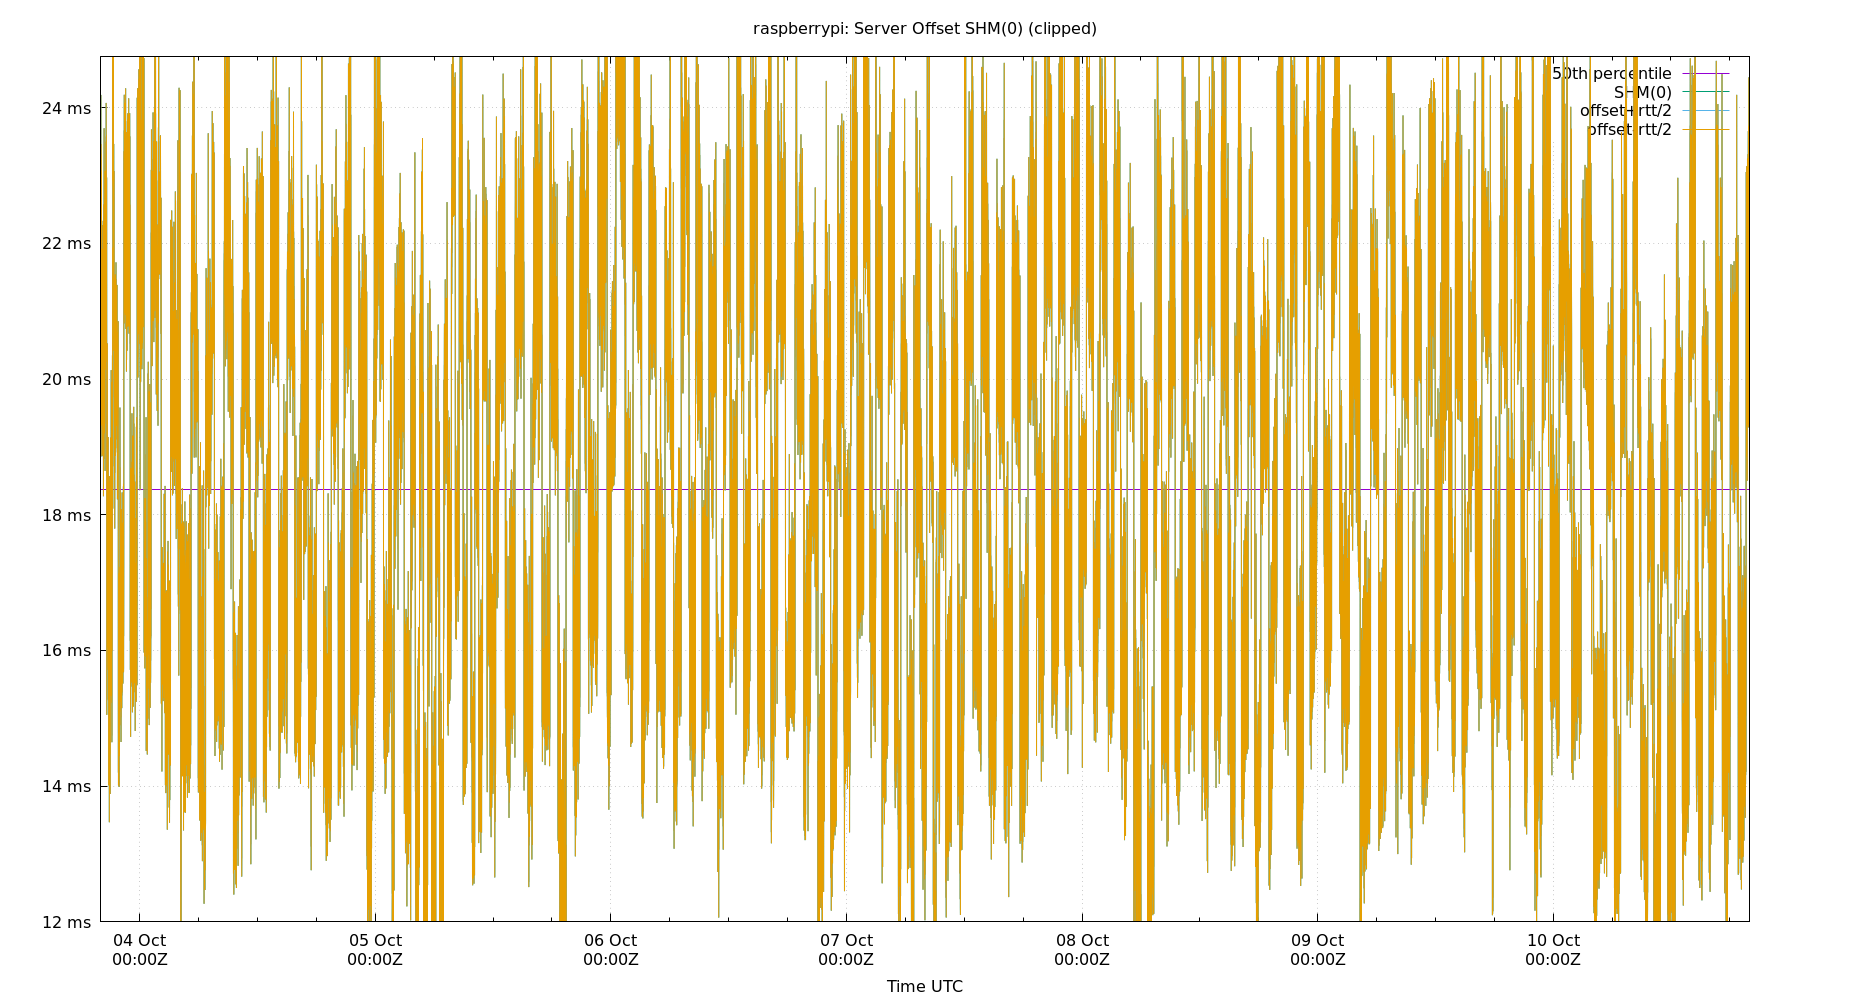 raspberrypi: Server Offset SHM(0) (clipped)
50th percentile
SHM(0)
offset+rtt/2
offset-rtt/2
24 ms
22 ms
20 ms
18 ms
16 ms
14 ms
12 ms
04 Oct 05 Oct 06 Oct 07 Oct 08 Oct 09 Oct 10 Oct
00:00Z 00:00Z 00:00Z 00:00Z 00:00Z 00:00Z 00:00Z
Time UTC